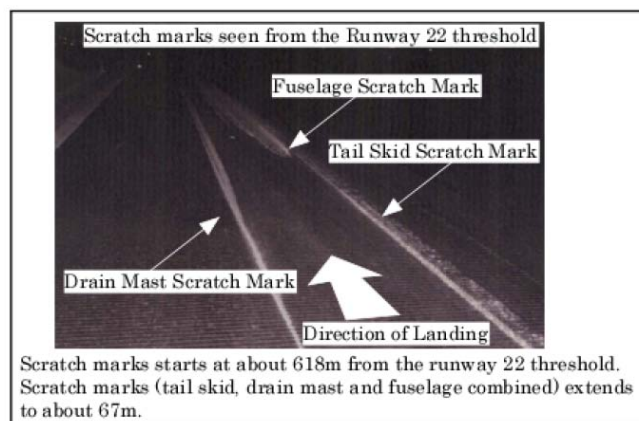 Scratch marks seen from the Runway 22 threshold
Fuselage Scratch Mark
Tail Skid Scratch Mark
Drain Mast Scratch Mark
Direction of Landing
Scratch marks starts at about 618m from the runway 22 threshold.
Scratch marks (tail skid, drain mast and fuselage combined) extends
to about 67m.